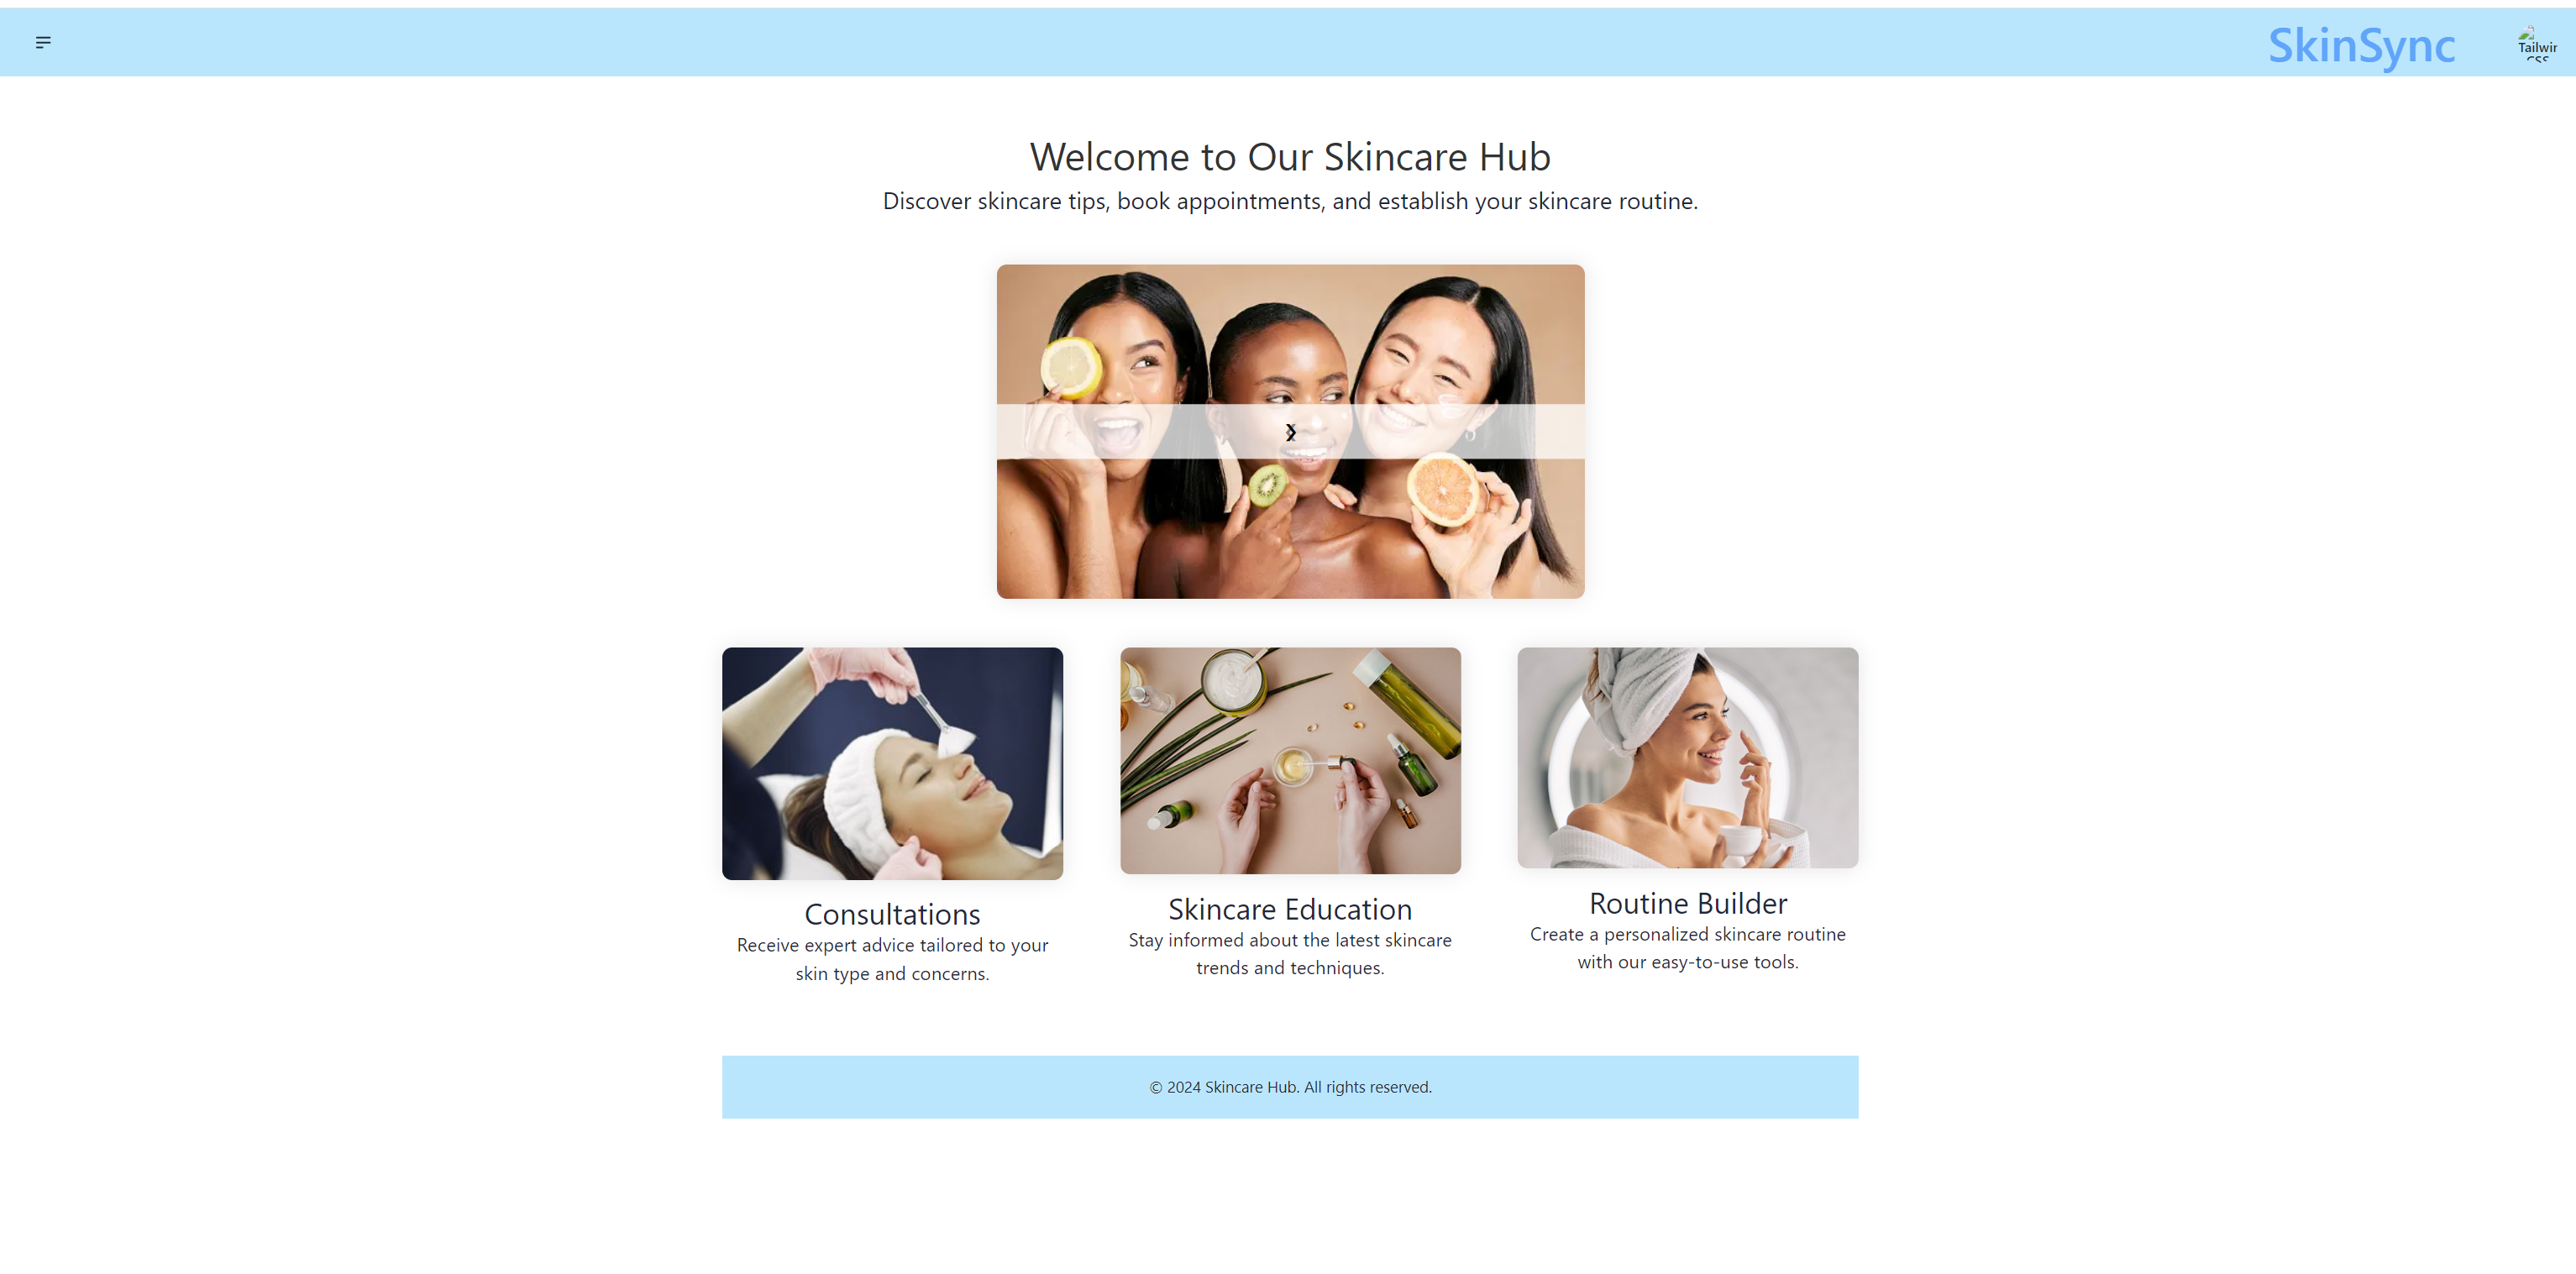 SkinSync
Welcome to Our Skincare Hub
Discover skincare tips, book appointments, and establish your skincare routine.
Consultations
Receive expert advice tailored to your
skin type and concerns.
Skincare Education
Stay informed about the latest skincare
trends and techniques.
Routine Builder
Create a personalized skincare routine
with our easy-to-use tools.
© 2024 Skincare Hub. All rights reserved.